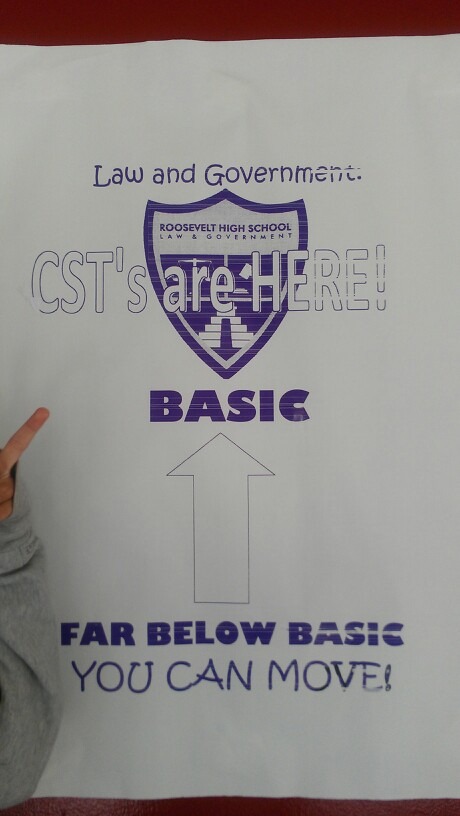 Law and Government:
ROOSEVELT HIGH SCHOOL
LAW & GOVERNMENT
CST's are HERE!
BASIC
FAR BELOW BASIC
YOU CAN MOVE!